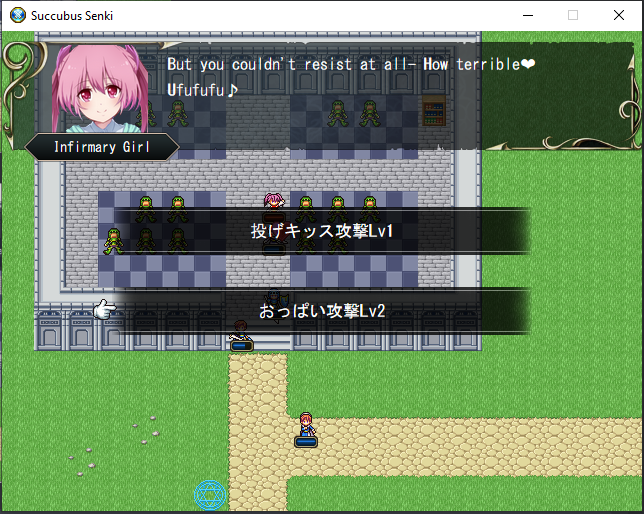 Succubus Senki
But you couldn't resist at all— How terrible❤
Ufufufu♪
Infirmary Girl
投げキッス攻撃Lv1
おっぱい攻撃Lv2